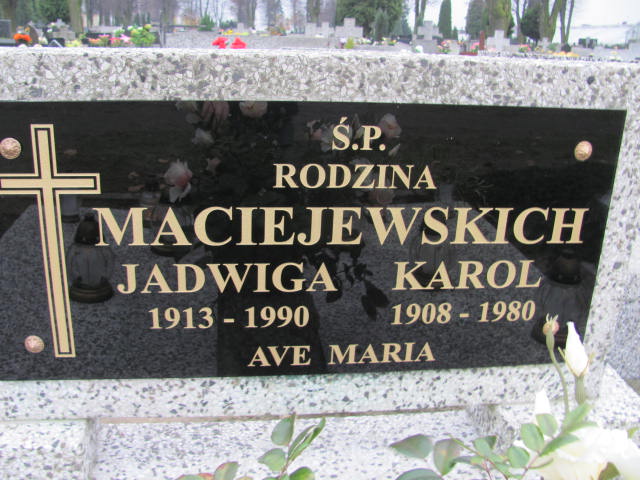 Ś.P.
RODZINA
MACIEJEWSKICH
JADWIGA KAROL
1913 - 1990 1908 - 1980
AVE MARIA